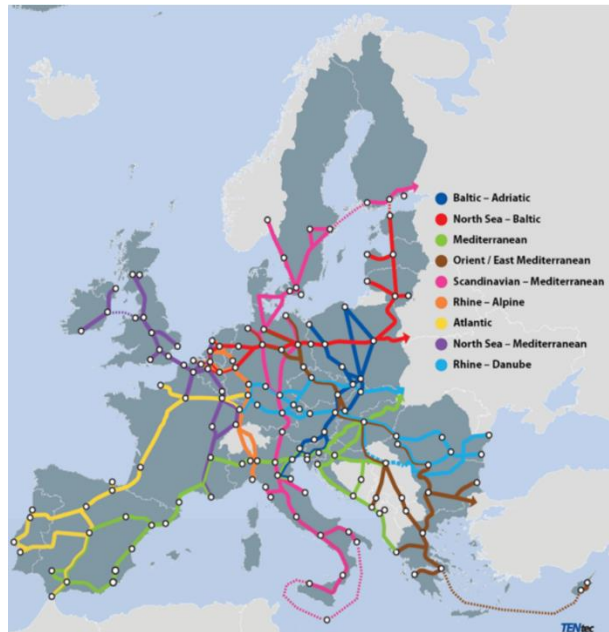 Baltic – Adriatic
North Sea – Baltic
Mediterranean
Orient / East Mediterranean
Scandinavian – Mediterranean
Rhine – Alpine
Atlantic
North Sea – Mediterranean
Rhine – Danube
TENtec